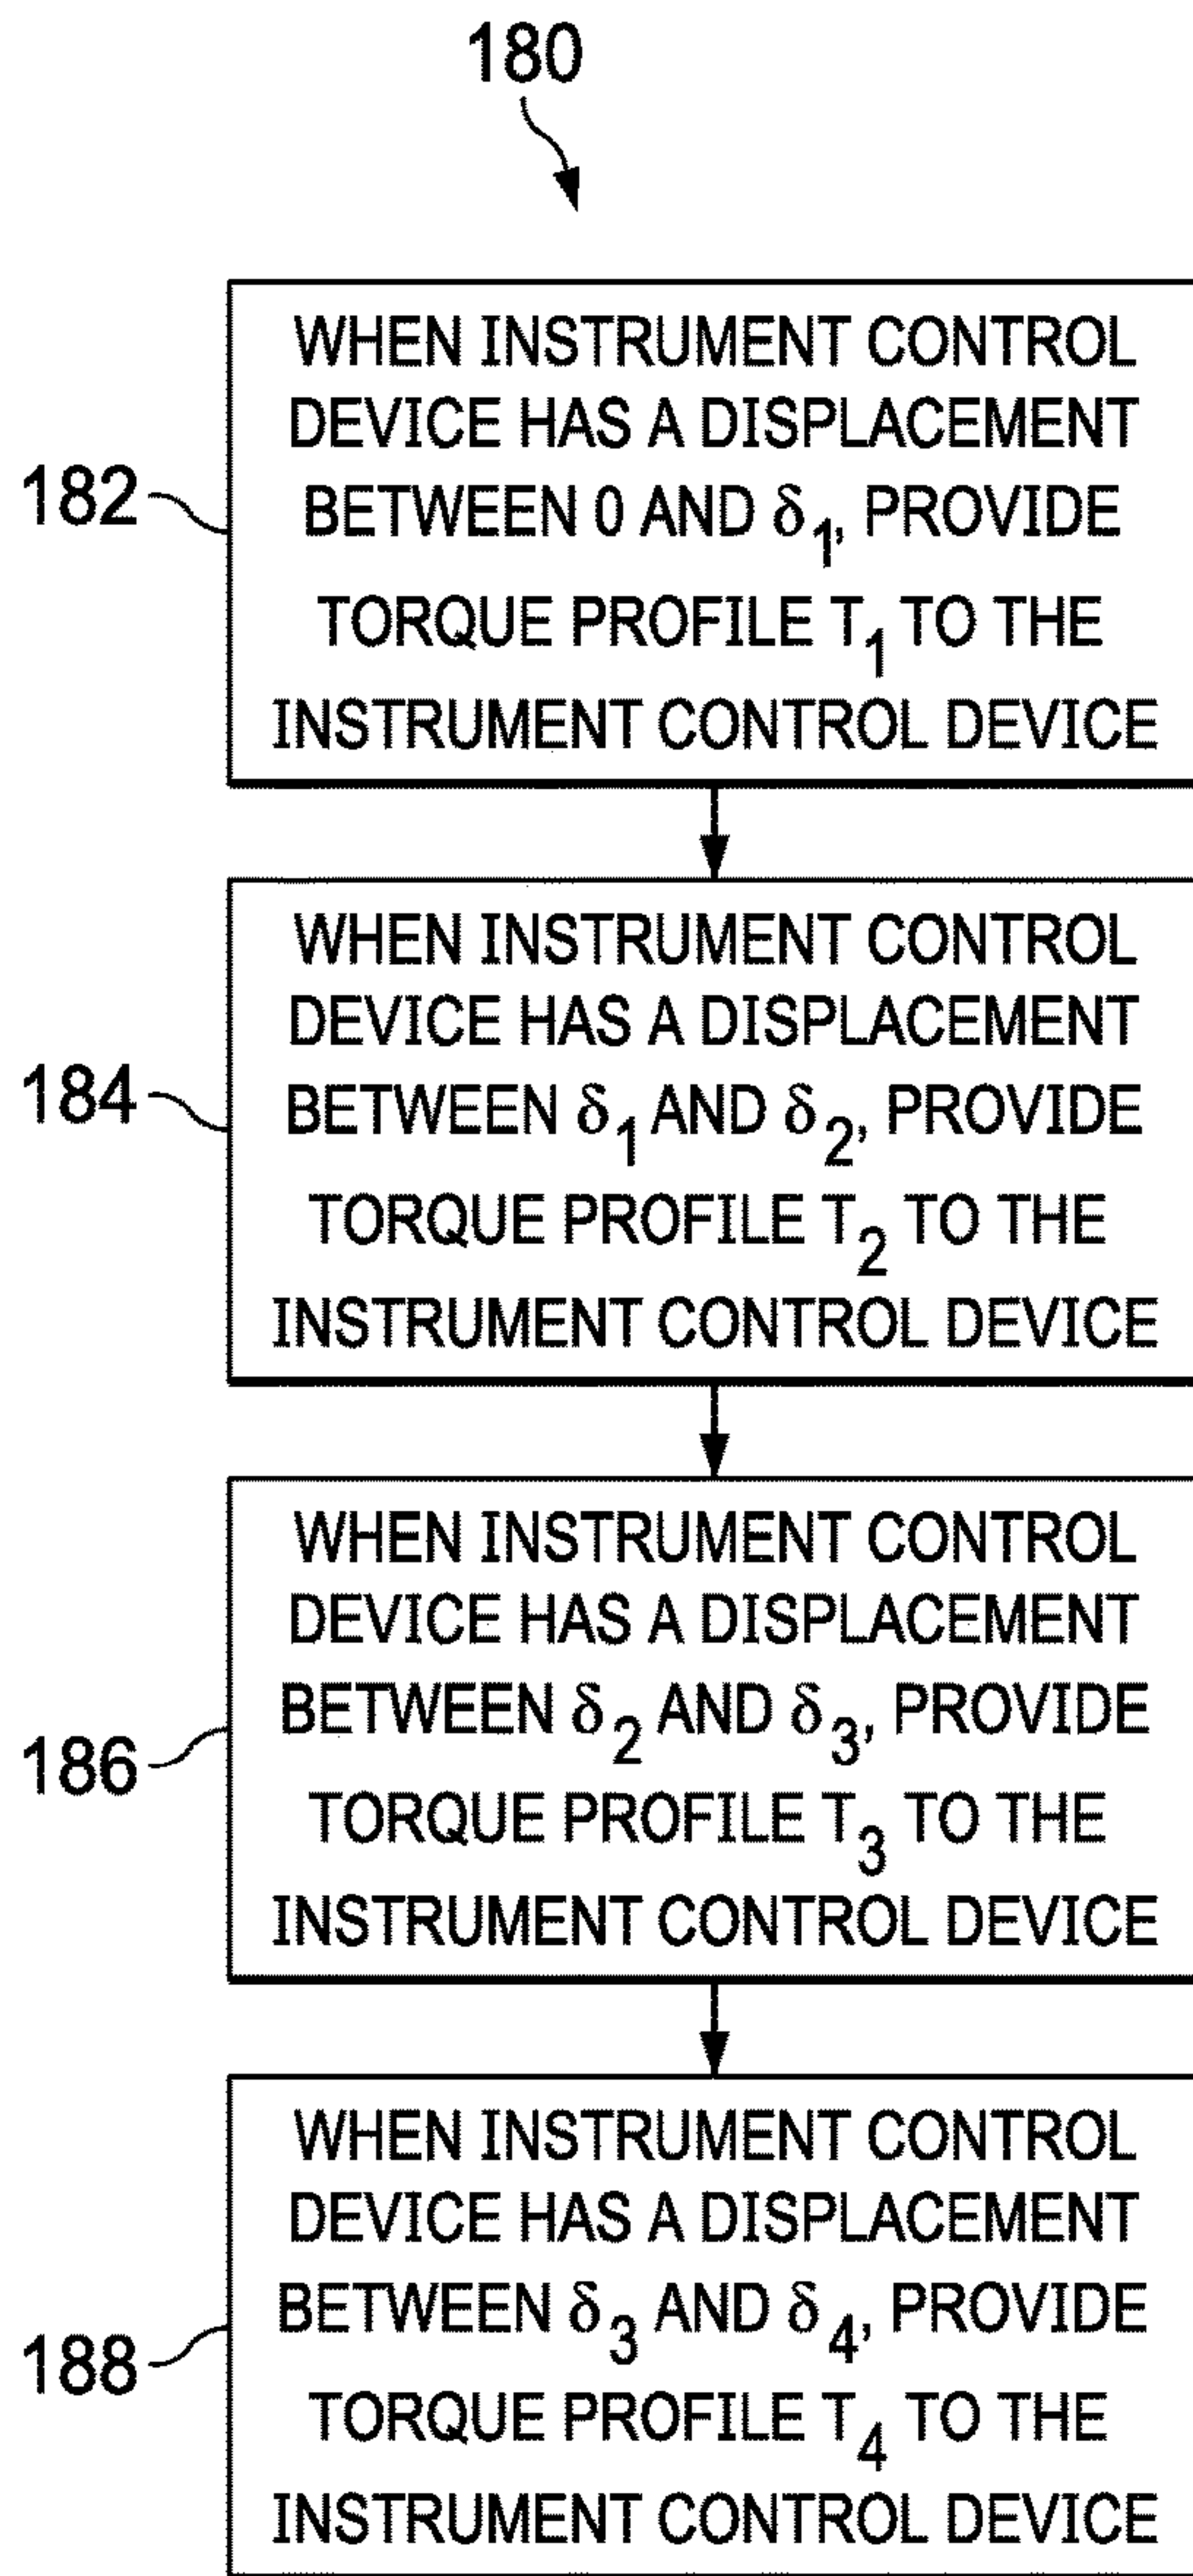 180
182
WHEN INSTRUMENT CONTROL
DEVICE HAS A DISPLACEMENT
BETWEEN 0 AND δ₁, PROVIDE
TORQUE PROFILE T₁ TO THE
INSTRUMENT CONTROL DEVICE
184
WHEN INSTRUMENT CONTROL
DEVICE HAS A DISPLACEMENT
BETWEEN δ₁ AND δ₂, PROVIDE
TORQUE PROFILE T₂ TO THE
INSTRUMENT CONTROL DEVICE
186
WHEN INSTRUMENT CONTROL
DEVICE HAS A DISPLACEMENT
BETWEEN δ₂ AND δ₃, PROVIDE
TORQUE PROFILE T₃ TO THE
INSTRUMENT CONTROL DEVICE
188
WHEN INSTRUMENT CONTROL
DEVICE HAS A DISPLACEMENT
BETWEEN δ₃ AND δ₄, PROVIDE
TORQUE PROFILE T₄ TO THE
INSTRUMENT CONTROL DEVICE